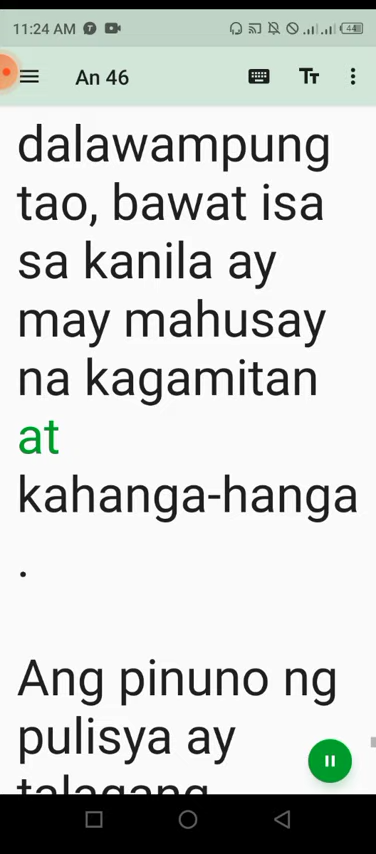 11:24 AM
An 46
dalawampung
tao, bawat isa
sa kanila ay
may mahusay
na kagamitan
at
kahanga-hanga
.
Ang pinuno ng
pulisya ay
talagang